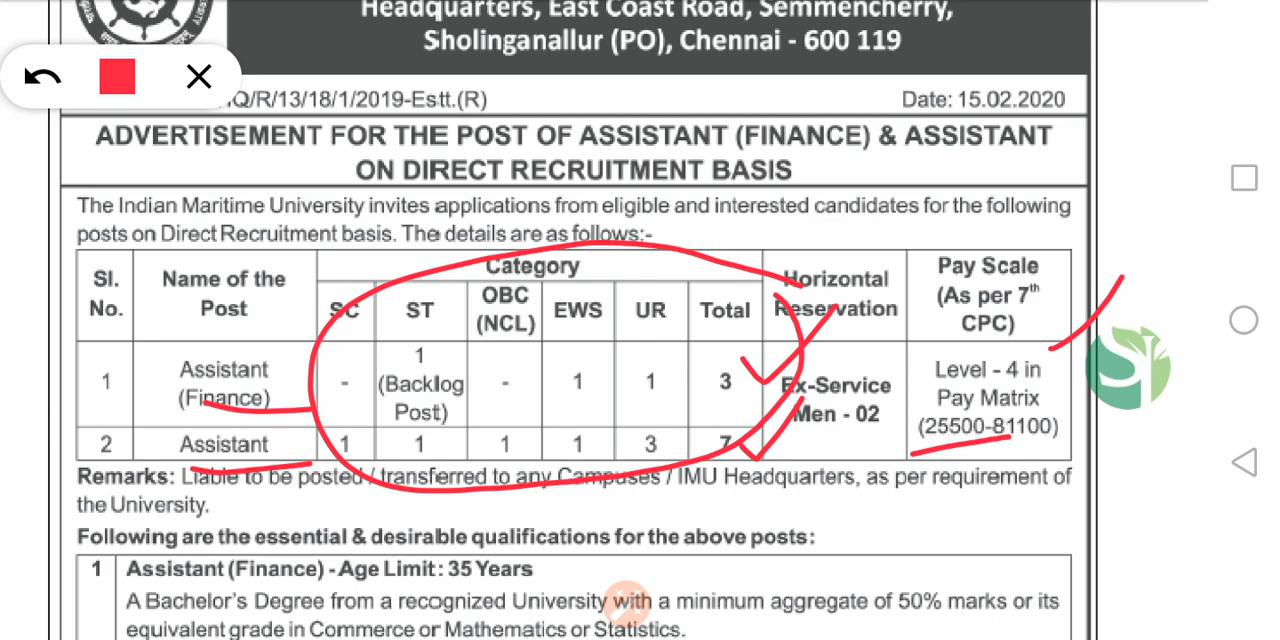 Headquarters, East Coast Road, Semmencherry,
Sholinganallur (PO), Chennai - 600 119
Q/R/13/18/1/2019-Estt.(R) Date: 15.02.2020
ADVERTISEMENT FOR THE POST OF ASSISTANT (FINANCE) & ASSISTANT
ON DIRECT RECRUITMENT BASIS
The Indian Maritime University invites applications from eligible and interested candidates for the following
posts on Direct Recruitment basis. The details are as follows:-
Sl. No. Name of the Post Category Horizontal Reservation Pay Scale (As per 7th CPC)
SC ST OBC (NCL) EWS UR Total
1 Assistant (Finance) - 1 (Backlog Post) - 1 1 3 Ex-Service Men - 02 Level - 4 in Pay Matrix (25500-81100)
2 Assistant 1 1 1 1 3 7
Remarks: Liable to be posted / transferred to any Campuses / IMU Headquarters, as per requirement of
the University.
Following are the essential & desirable qualifications for the above posts:
1 Assistant (Finance) - Age Limit: 35 Years
A Bachelor's Degree from a recognized University with a minimum aggregate of 50% marks or its
equivalent grade in Commerce or Mathematics or Statistics.